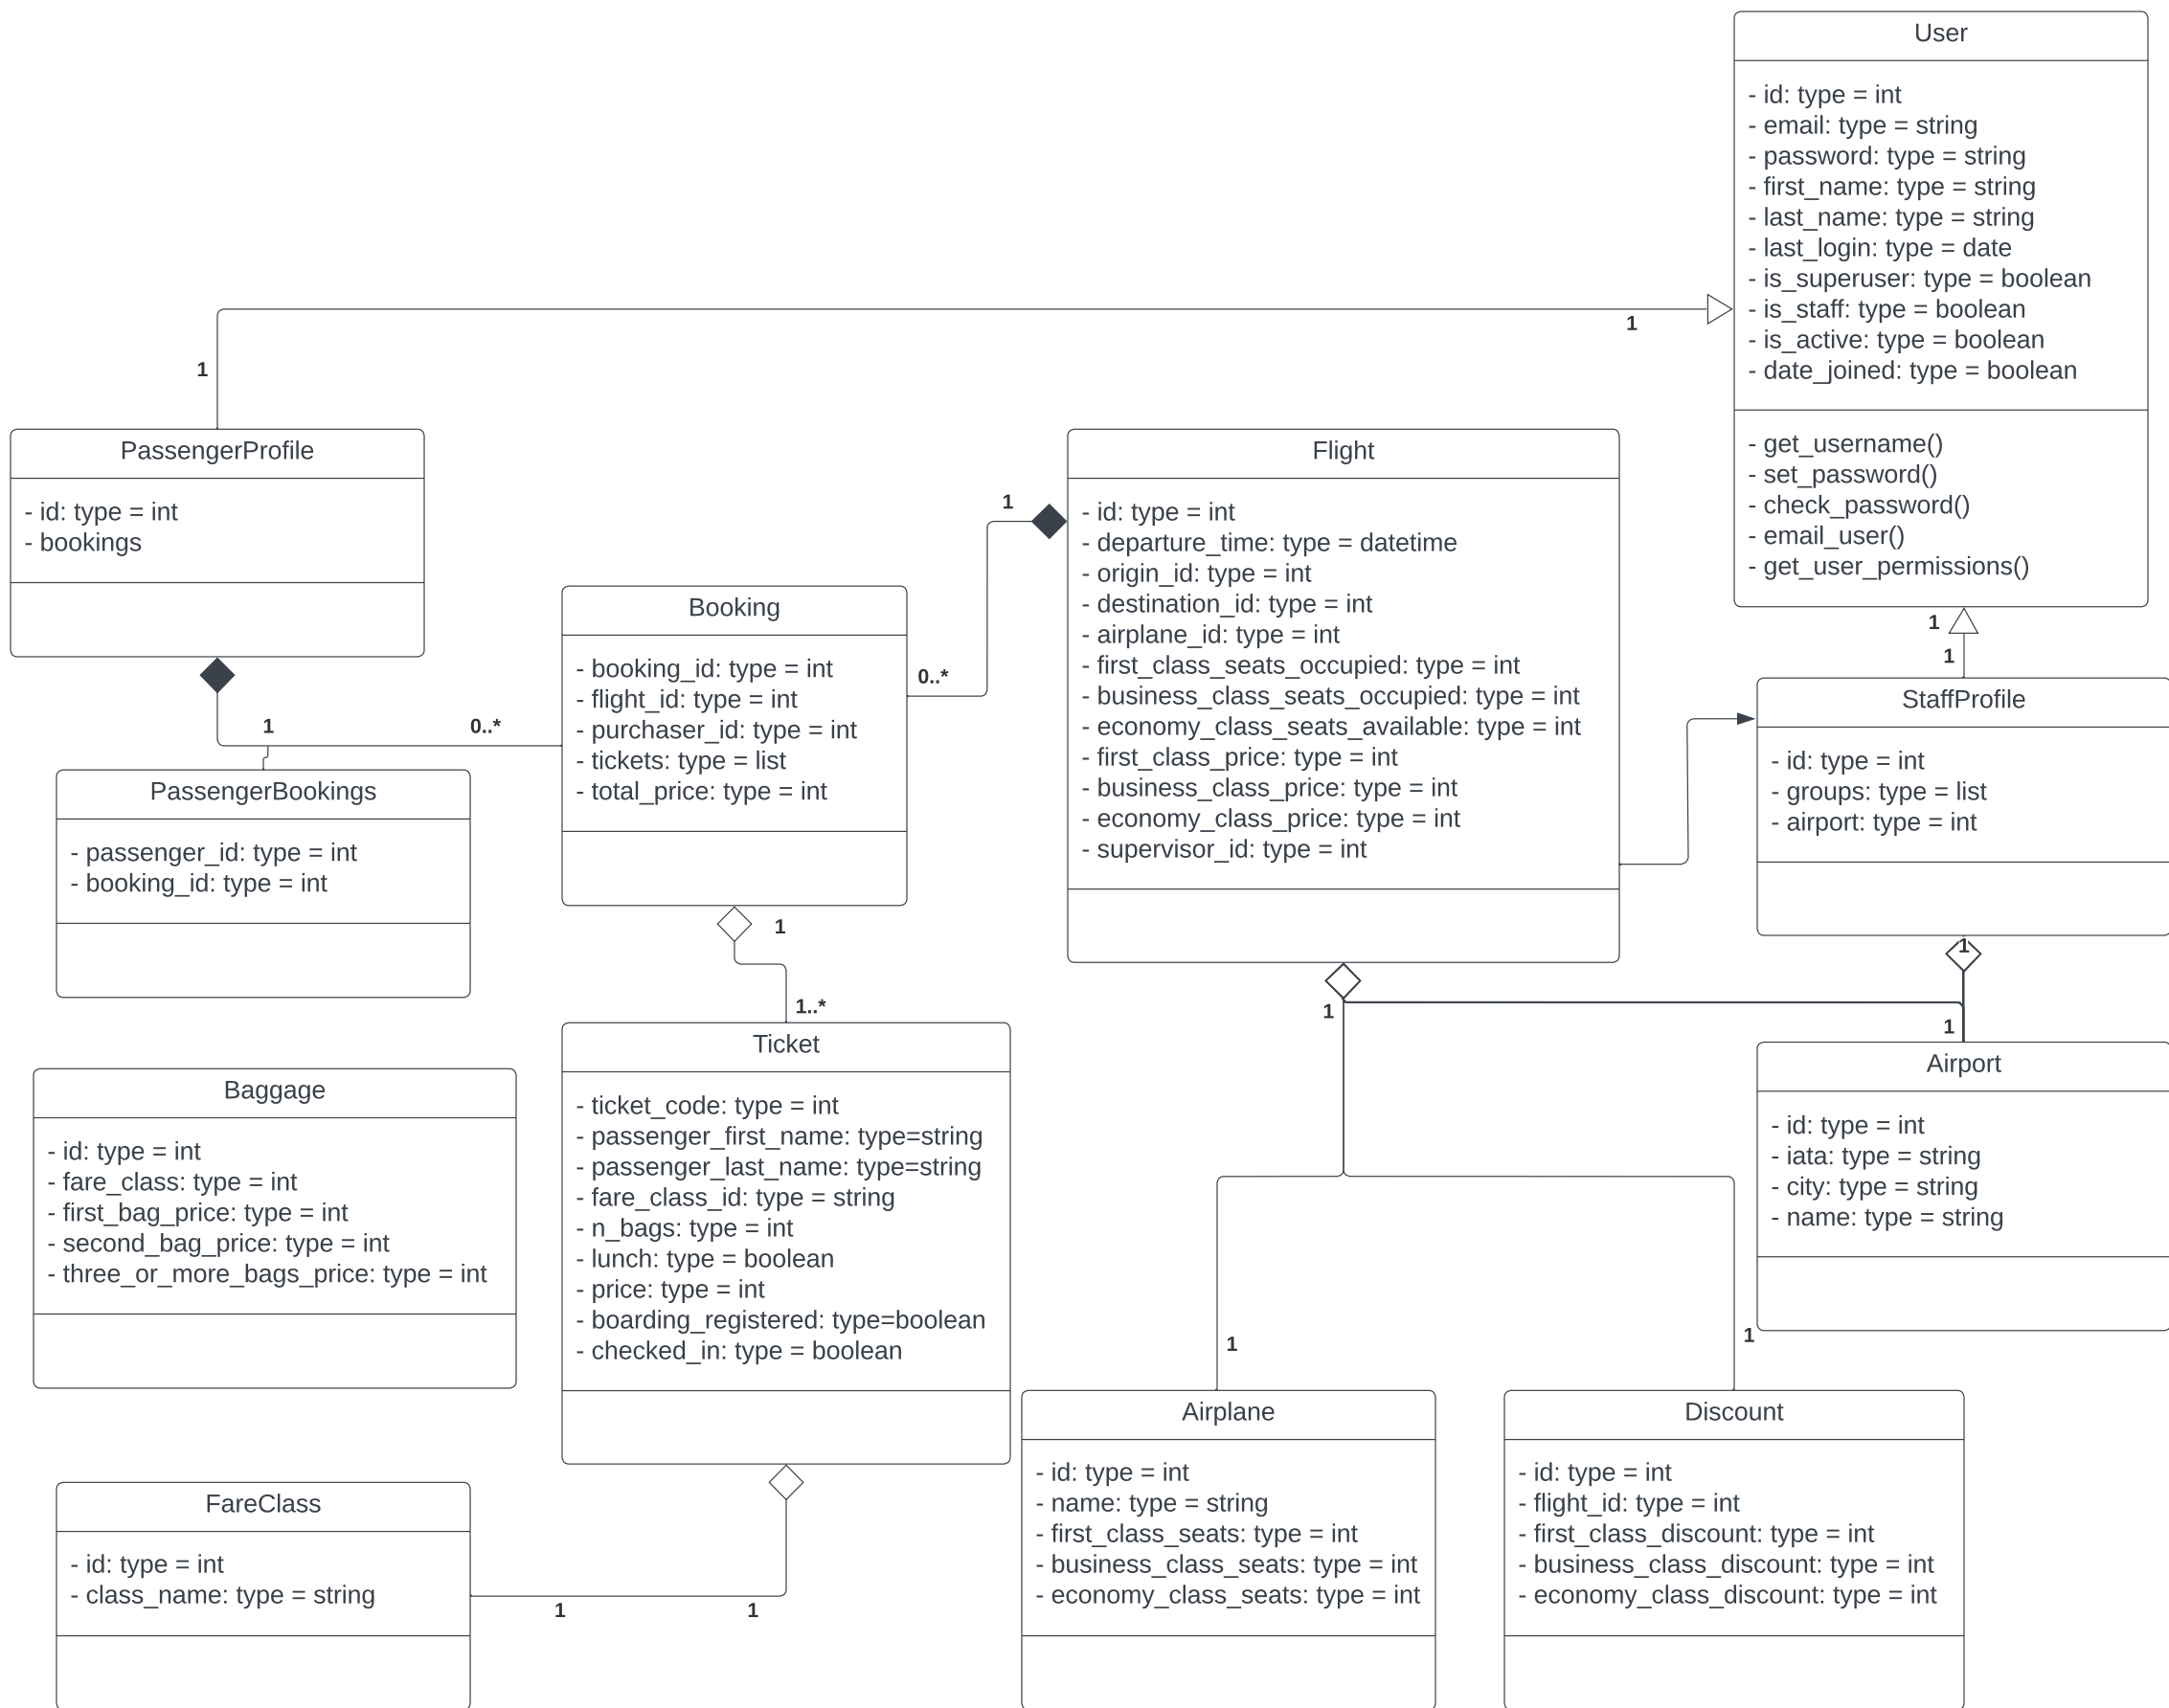 User
- id: type = int
- email: type = string
- password: type = string
- first_name: type = string
- last_name: type = string
- last_login: type = date
- is_superuser: type = boolean
- is_staff: type = boolean
- is_active: type = boolean
- date_joined: type = boolean
- get_username()
- set_password()
- check_password()
- email_user()
- get_user_permissions()
1
1
PassengerProfile
- id: type = int
- bookings
1
0..*
PassengerBookings
- passenger_id: type = int
- booking_id: type = int
Booking
- booking_id: type = int
- flight_id: type = int
- purchaser_id: type = int
- tickets: type = list
- total_price: type = int
1
0..*
Flight
- id: type = int
- departure_time: type = datetime
- origin_id: type = int
- destination_id: type = int
- airplane_id: type = int
- first_class_seats_occupied: type = int
- business_class_seats_occupied: type = int
- economy_class_seats_available: type = int
- first_class_price: type = int
- business_class_price: type = int
- economy_class_price: type = int
- supervisor_id: type = int
1
1
StaffProfile
- id: type = int
- groups: type = list
- airport: type = int
1
1
1
Airport
- id: type = int
- iata: type = string
- city: type = string
- name: type = string
1
1..*
Ticket
- ticket_code: type = int
- passenger_first_name: type=string
- passenger_last_name: type=string
- fare_class_id: type = string
- n_bags: type = int
- lunch: type = boolean
- price: type = int
- boarding_registered: type=boolean
- checked_in: type = boolean
Baggage
- id: type = int
- fare_class: type = int
- first_bag_price: type = int
- second_bag_price: type = int
- three_or_more_bags_price: type = int
FareClass
- id: type = int
- class_name: type = string
1
1
1
Airplane
- id: type = int
- name: type = string
- first_class_seats: type = int
- business_class_seats: type = int
- economy_class_seats: type = int
1
Discount
- id: type = int
- flight_id: type = int
- first_class_discount: type = int
- business_class_discount: type = int
- economy_class_discount: type = int